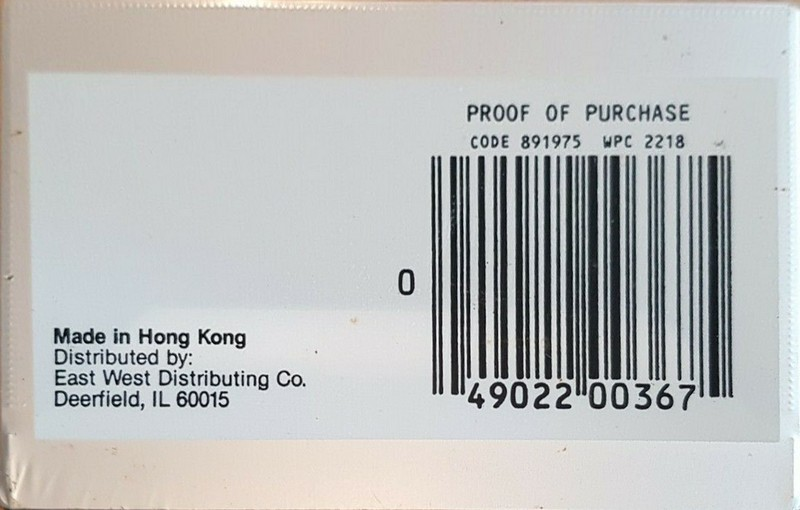 PROOF OF PURCHASE
CODE 891975 WPC 2218
0
49022 00367
Made in Hong Kong
Distributed by:
East West Distributing Co.
Deerfield, IL 60015